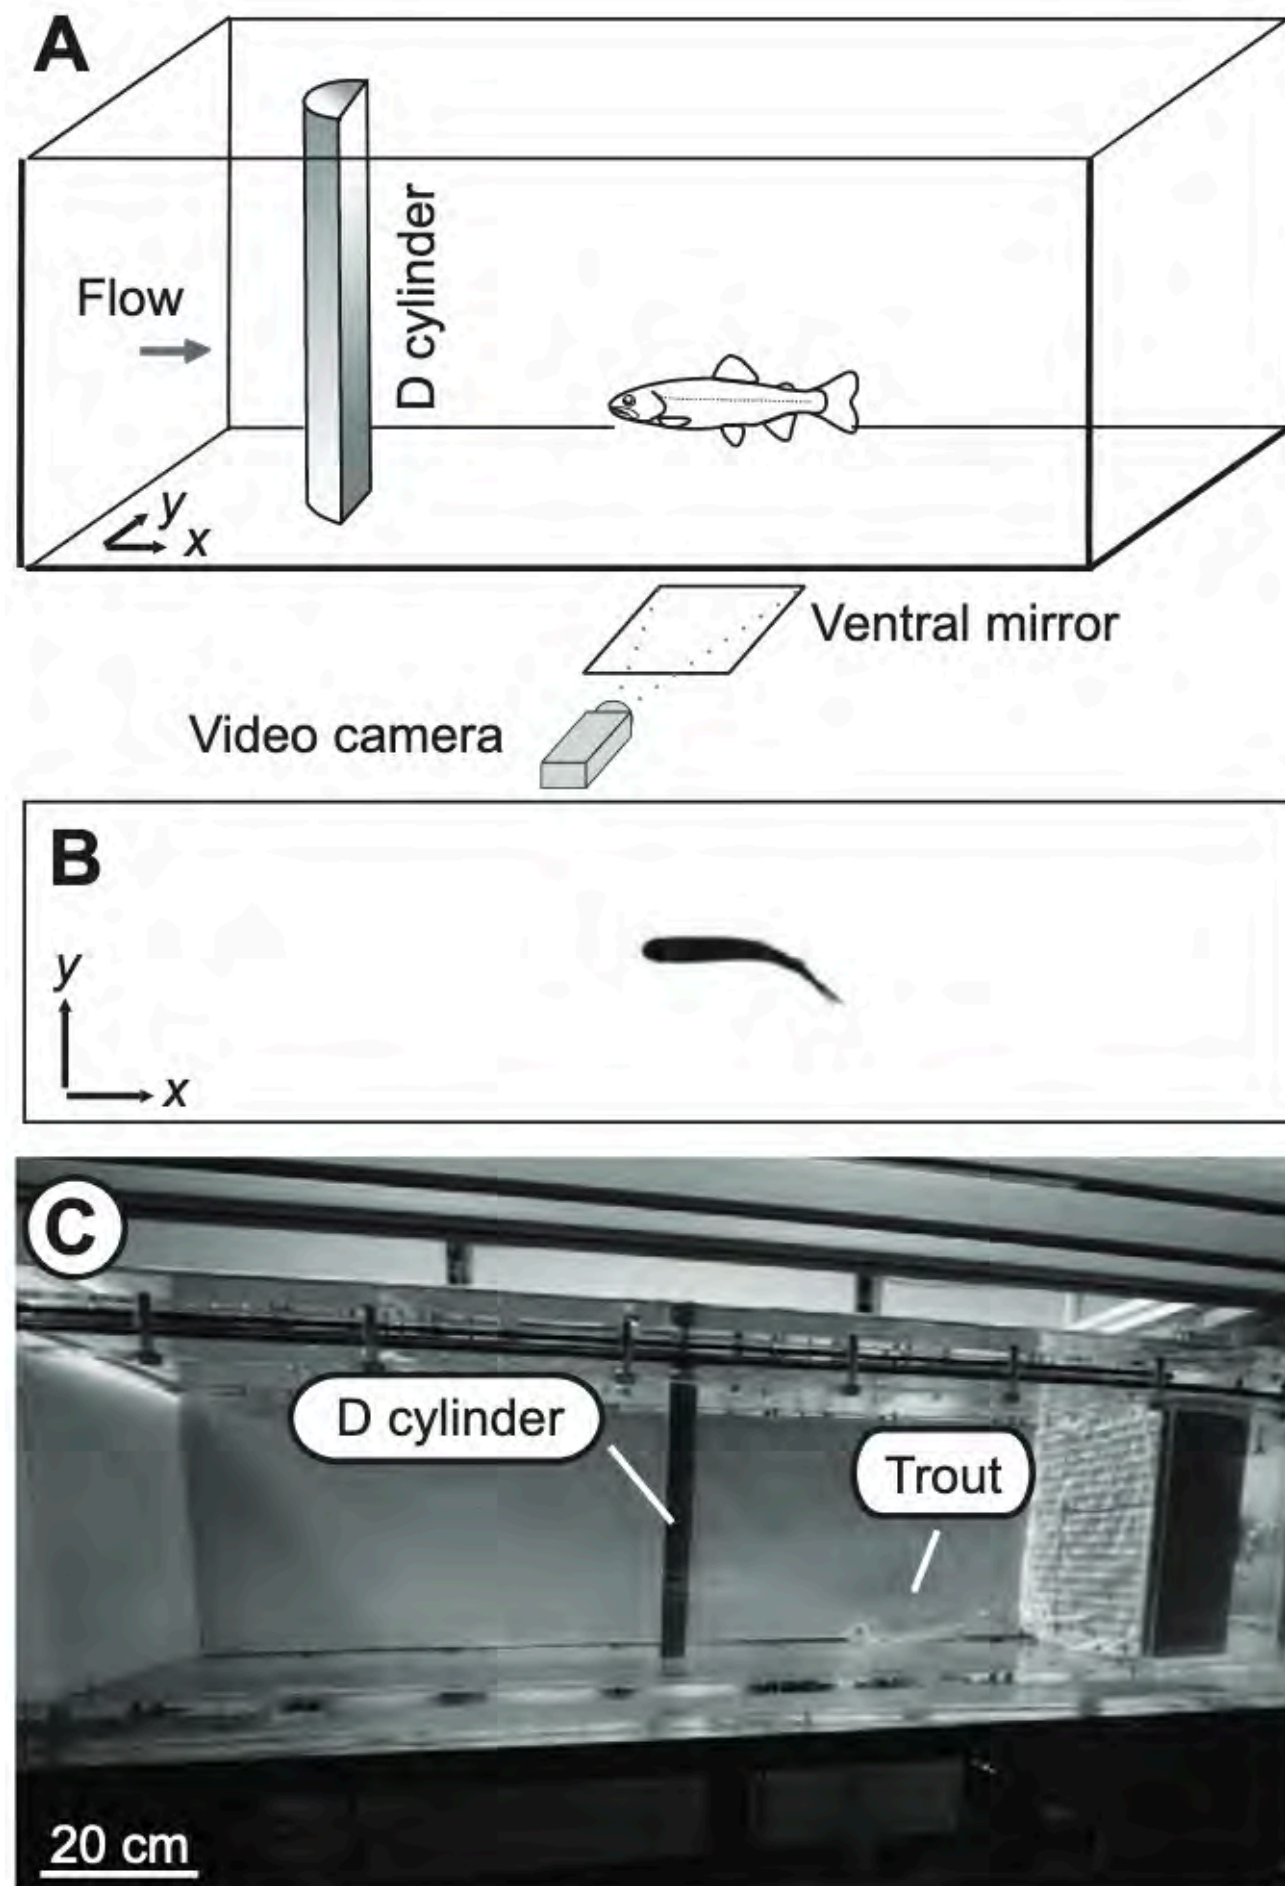 A
D cylinder
Flow
y
x
Ventral mirror
Video camera
B
y
x
C
D cylinder
Trout
20 cm